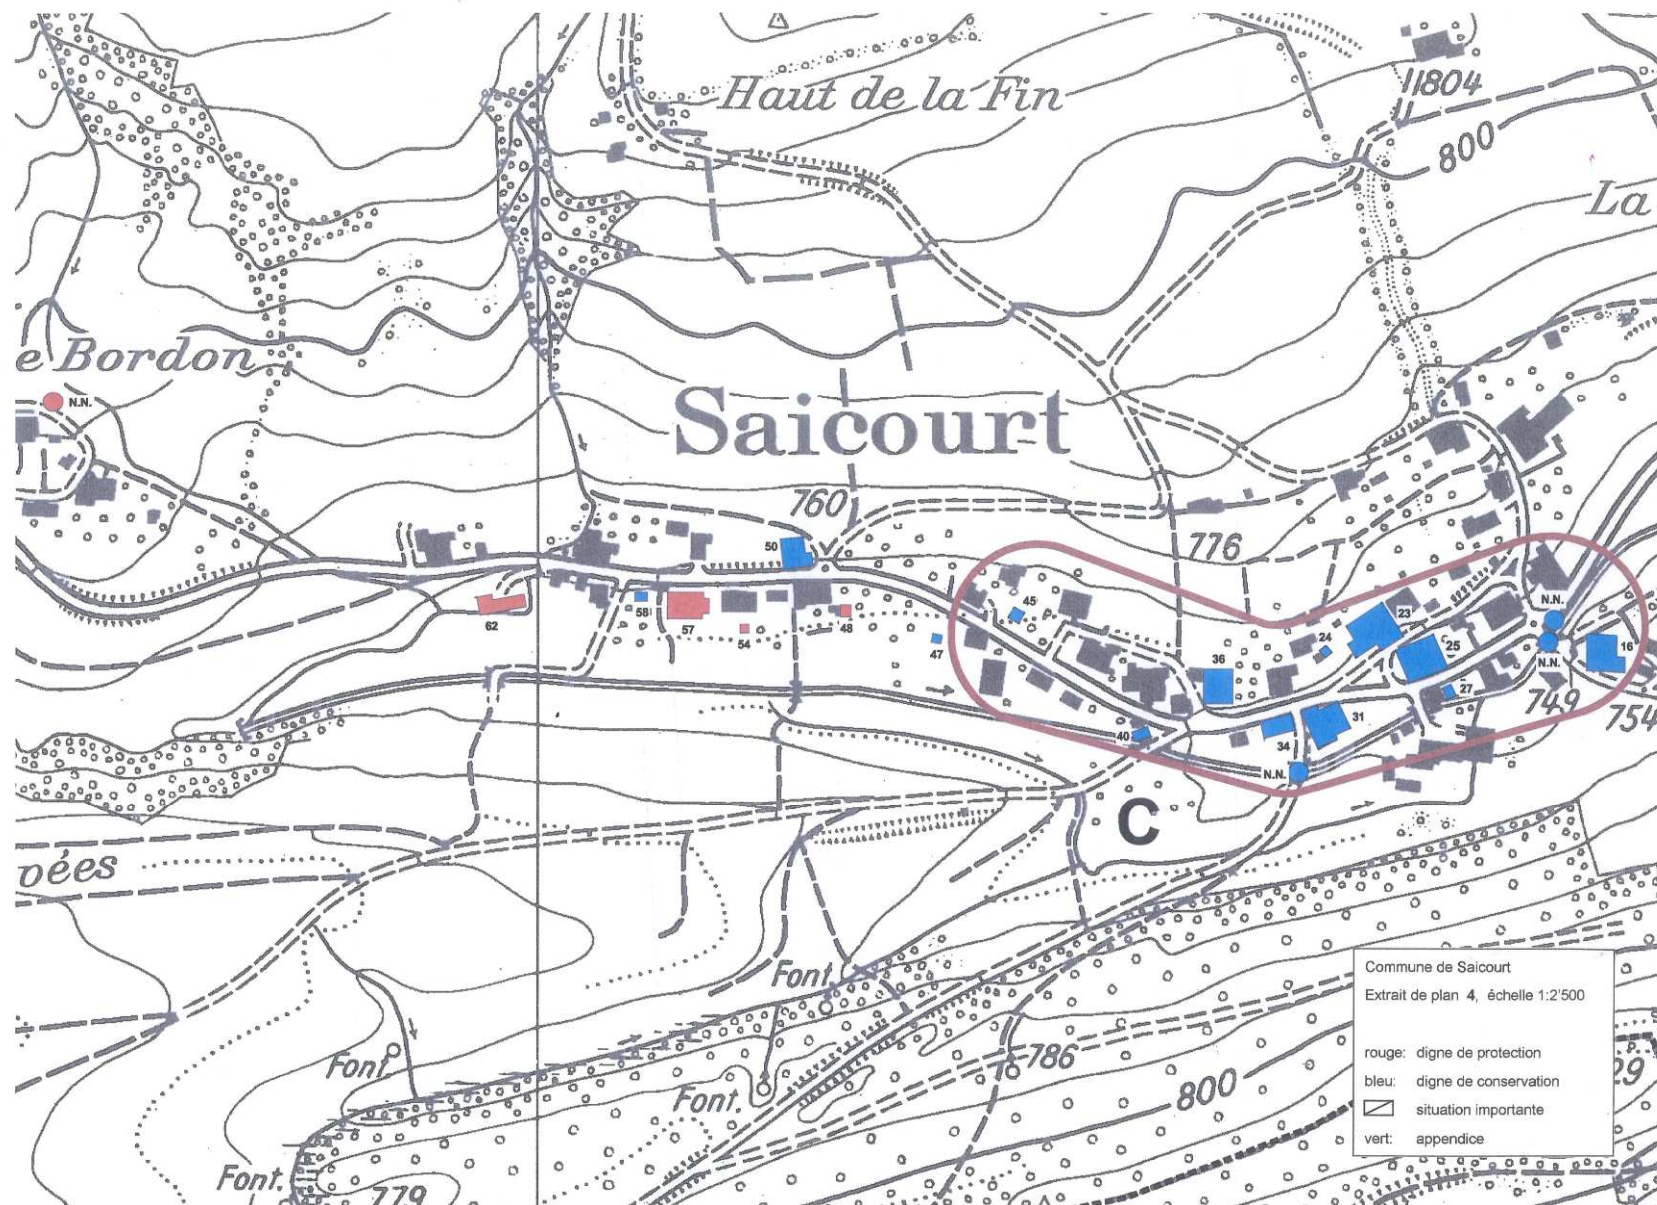 Haut de la Fin
804
800
La
e Bordon
N.N.
Saicourt
760
776
50
45
N.N.
23
62
58
57
54
48
47
24
25
16
36
N.N.
27
749
754
31
40
34
N.N.
C
vées
Font.
Font.
786
Font.
800
29
Font.
779
Commune de Saicourt
Extrait de plan 4, échelle 1:2'500
rouge: digne de protection
bleu: digne de conservation
situation importante
vert: appendice